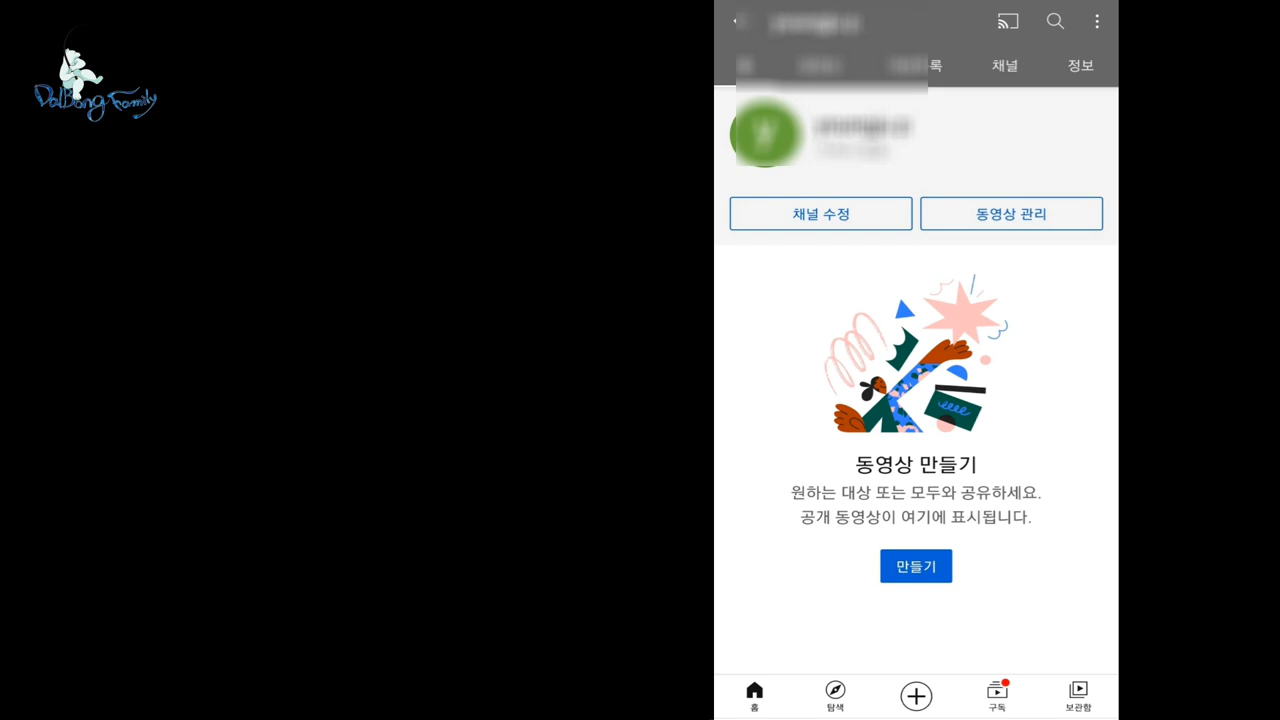 DalBong Family
록 채널 정보
채널 수정 동영상 관리
동영상 만들기
원하는 대상 또는 모두와 공유하세요.
공개 동영상이 여기에 표시됩니다.
만들기
홈 탐색 구독 보관함